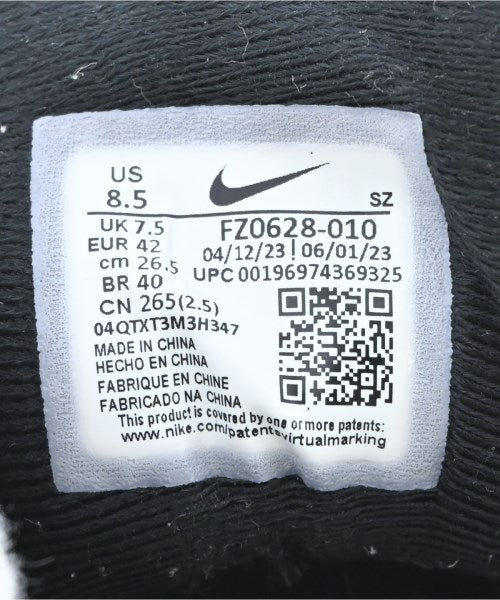 US
8.5
SZ
UK 7.5
FZ0628-010
EUR 42
04/12/23 | 06/01/23
cm 26.5
UPC 00196974369325
BR 40
CN 265(2.5)
04QTXT3M3H347
MADE IN CHINA
HECHO EN CHINA
FABRIQUE EN CHINE
FABRICADO NA CHINA
This product is covered by one or more patents:
www.nike.com/patentsvirtualmarking